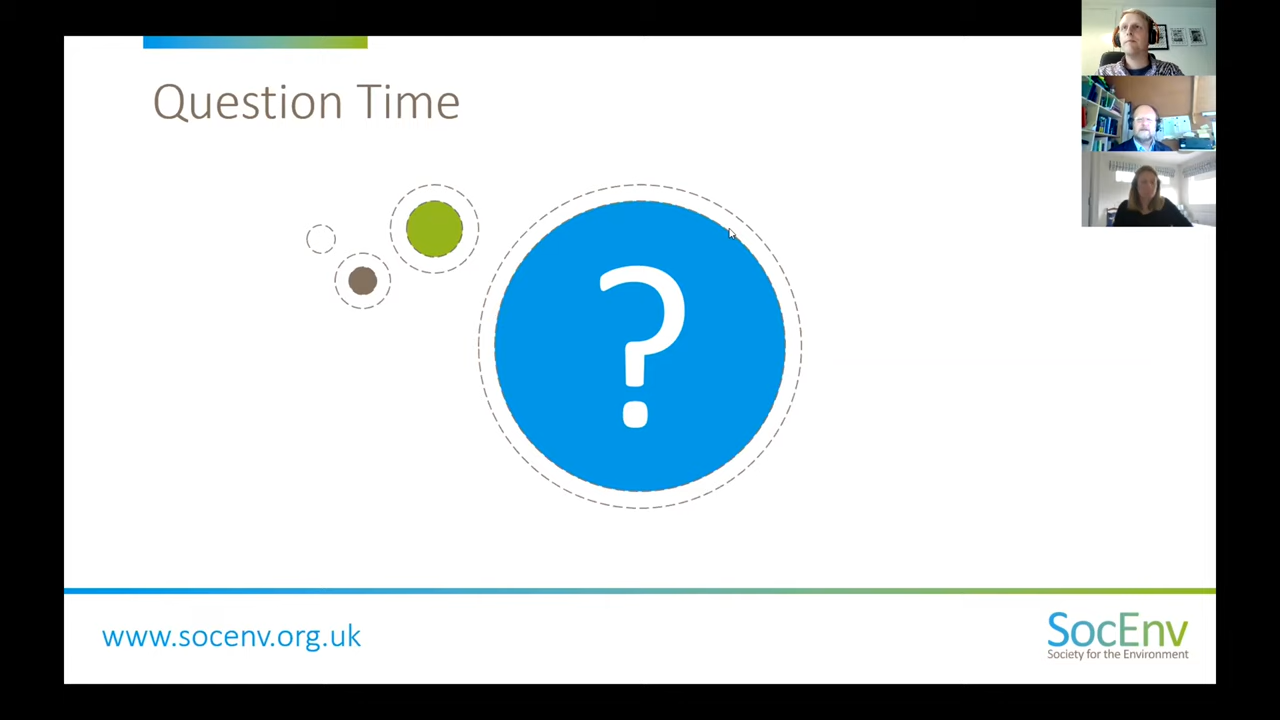 Question Time
?
www.socenv.org.uk
SocEnv
Society for the Environment